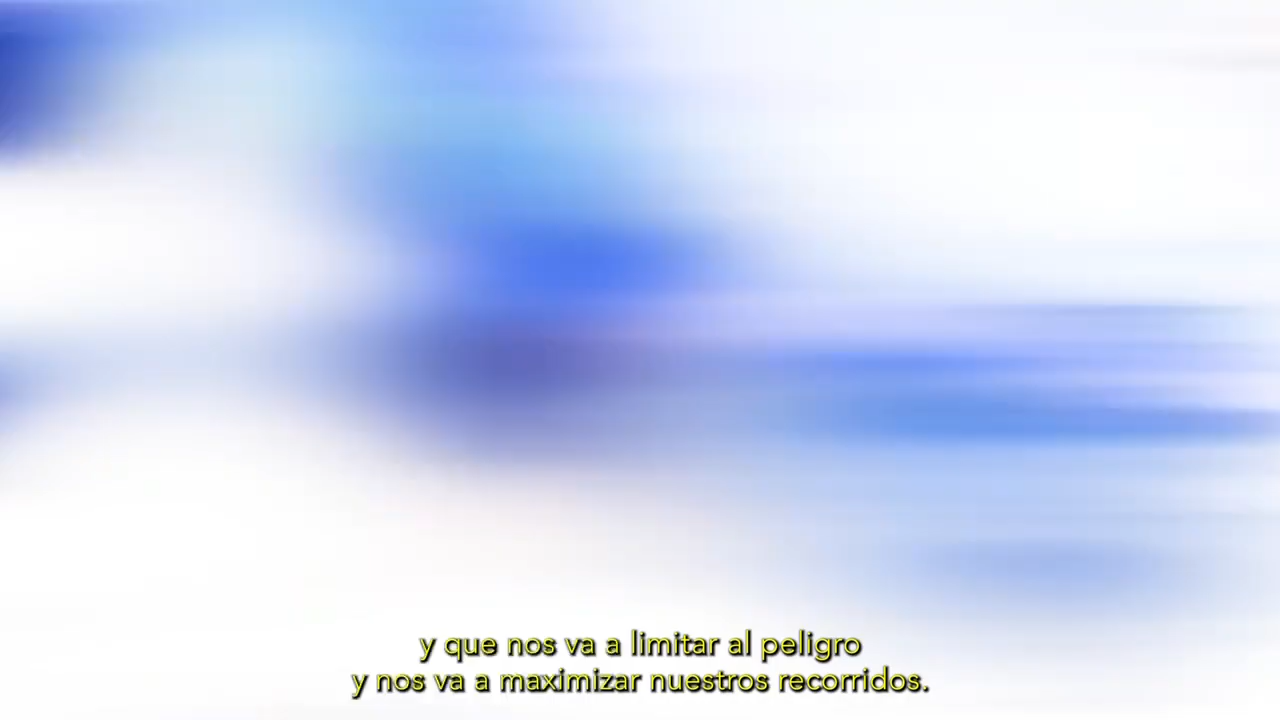 y que nos va a limitar al peligro
y nos va a maximizar nuestros recorridos.